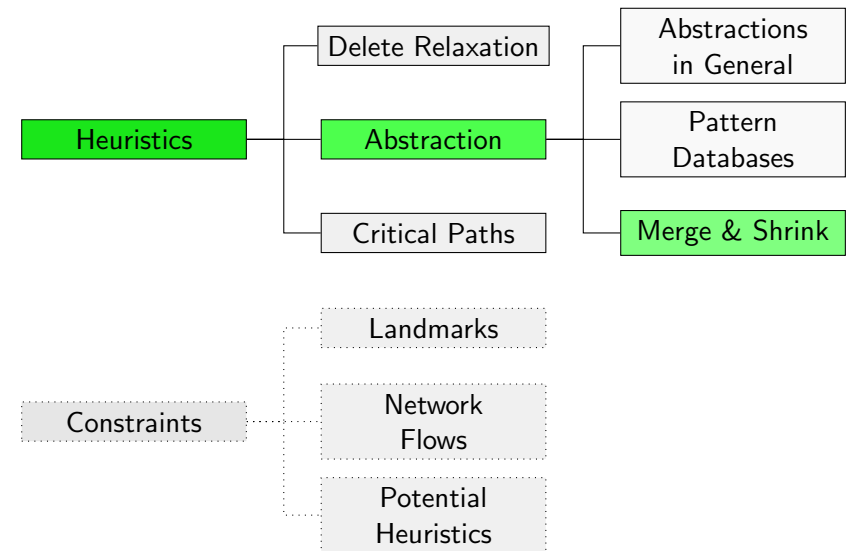 Heuristics
Delete Relaxation
Abstraction
Critical Paths
Abstractions
in General
Pattern
Databases
Merge & Shrink
Constraints
Landmarks
Network
Flows
Potential
Heuristics